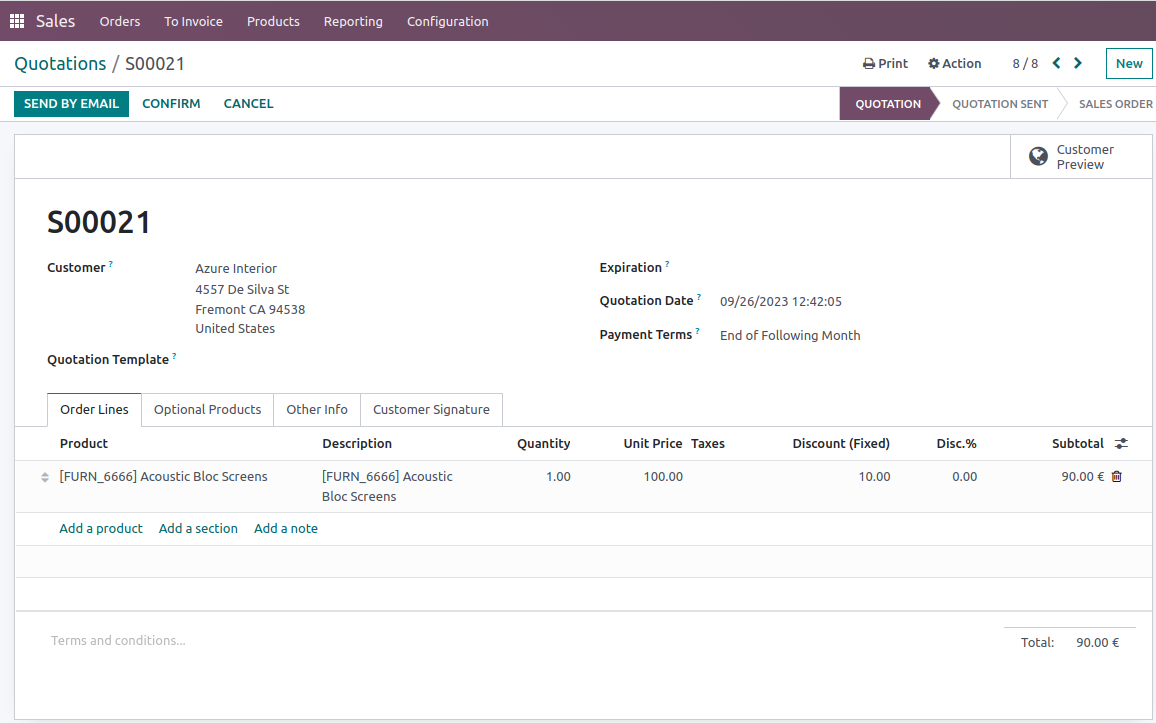 Sales Orders To Invoice Products Reporting Configuration
Quotations / S00021 Print Action 8 / 8 New
SEND BY EMAIL CONFIRM CANCEL QUOTATION QUOTATION SENT SALES ORDER
Customer
Preview
S00021
Customer ? Azure Interior
4557 De Silva St
Fremont CA 94538
United States
Quotation Template ?
Expiration ?
Quotation Date ? 09/26/2023 12:42:05
Payment Terms ? End of Following Month
Order Lines Optional Products Other Info Customer Signature
Product Description Quantity Unit Price Taxes Discount (Fixed) Disc.% Subtotal
[FURN_6666] Acoustic Bloc Screens [FURN_6666] Acoustic 1.00 100.00 10.00 0.00 90.00 €
Bloc Screens
Add a product Add a section Add a note
Terms and conditions...
Total: 90.00 €